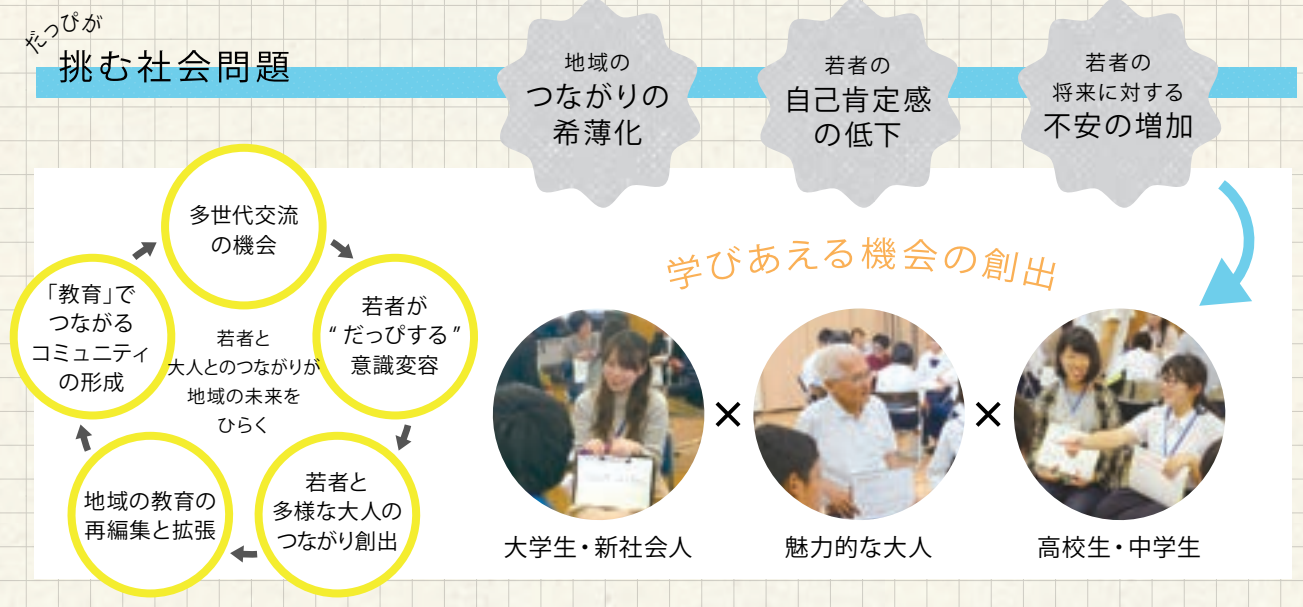 だっぴが
挑む社会問題
地域の
つながりの
希薄化
若者の
自己肯定感
の低下
若者の
将来に対する
不安の増加
多世代交流
の機会
若者が
“だっぴする”
意識変容
若者と
多様な大人の
つながり創出
地域の教育の
再編集と拡張
「教育」で
つながる
コミュニティ
の形成
若者と
大人とのつながりが
地域の未来を
ひらく
学びあえる機会の創出
×
×
大学生・新社会人
魅力的な大人
高校生・中学生